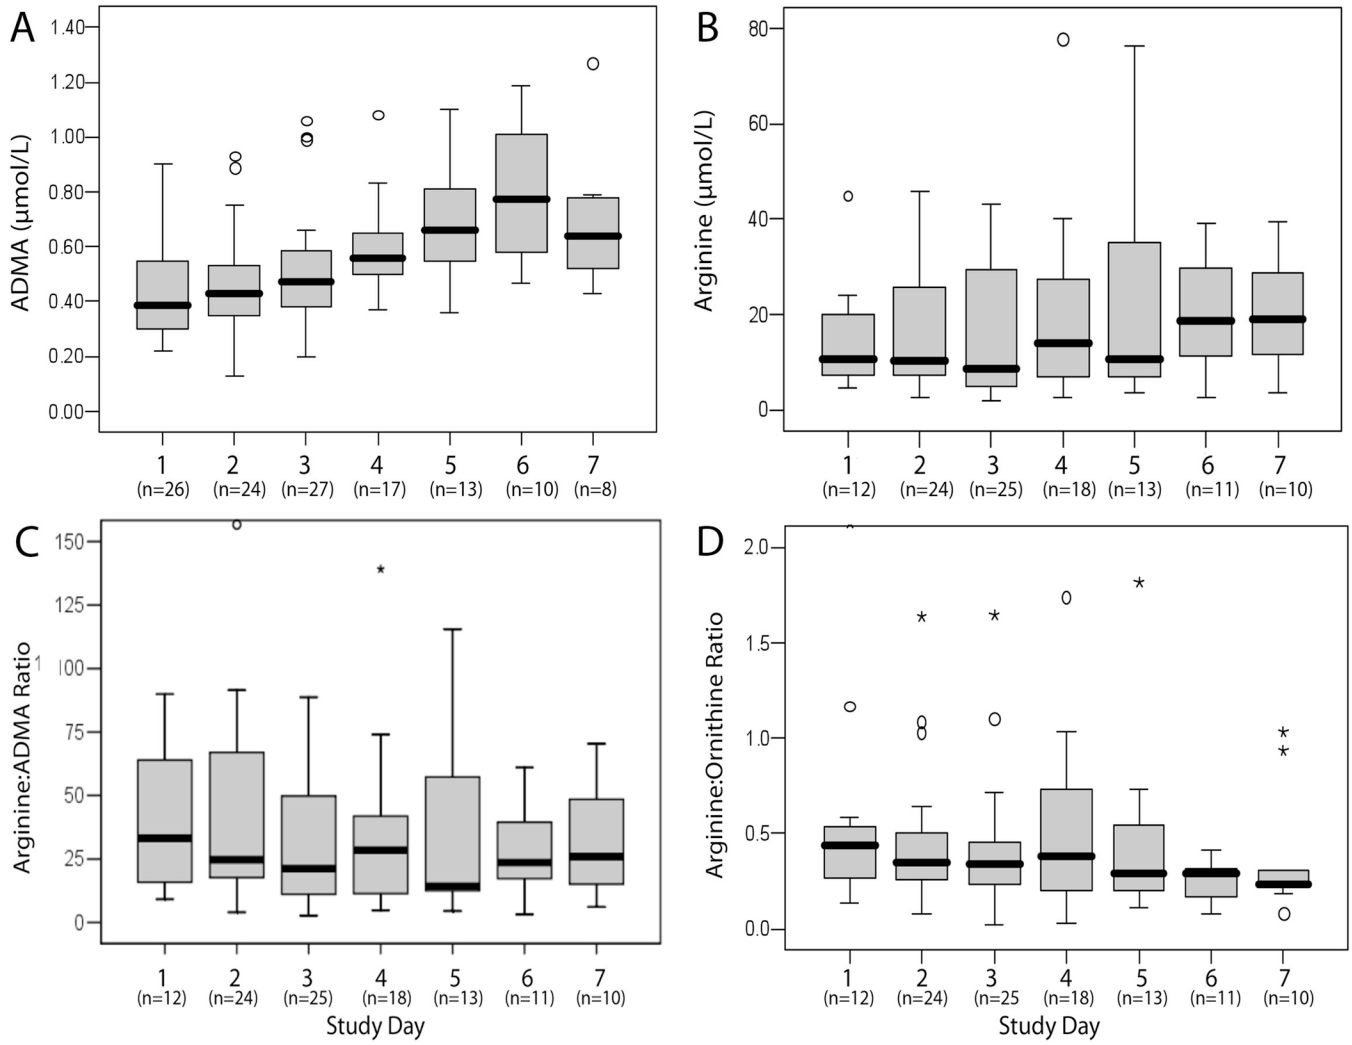 A
ADMA (µmol/L)
1.40
1.20
1.00
0.80
0.60
0.40
0.20
0.00
1 2 3 4 5 6 7
(n=26) (n=24) (n=27) (n=17) (n=13) (n=10) (n=8)
B
Arginine (µmol/L)
80
60
40
20
0
1 2 3 4 5 6 7
(n=12) (n=24) (n=25) (n=18) (n=13) (n=11) (n=10)
C
Arginine:ADMA Ratio
150
125
1 100
75
50
25
0
1 2 3 4 5 6 7
(n=12) (n=24) (n=25) (n=18) (n=13) (n=11) (n=10)
Study Day
D
Arginine:Ornithine Ratio
2.0
1.5
1.0
0.5
0.0
1 2 3 4 5 6 7
(n=12) (n=24) (n=25 (n=18) (n=13) (n=11) (n=10)
Study Day